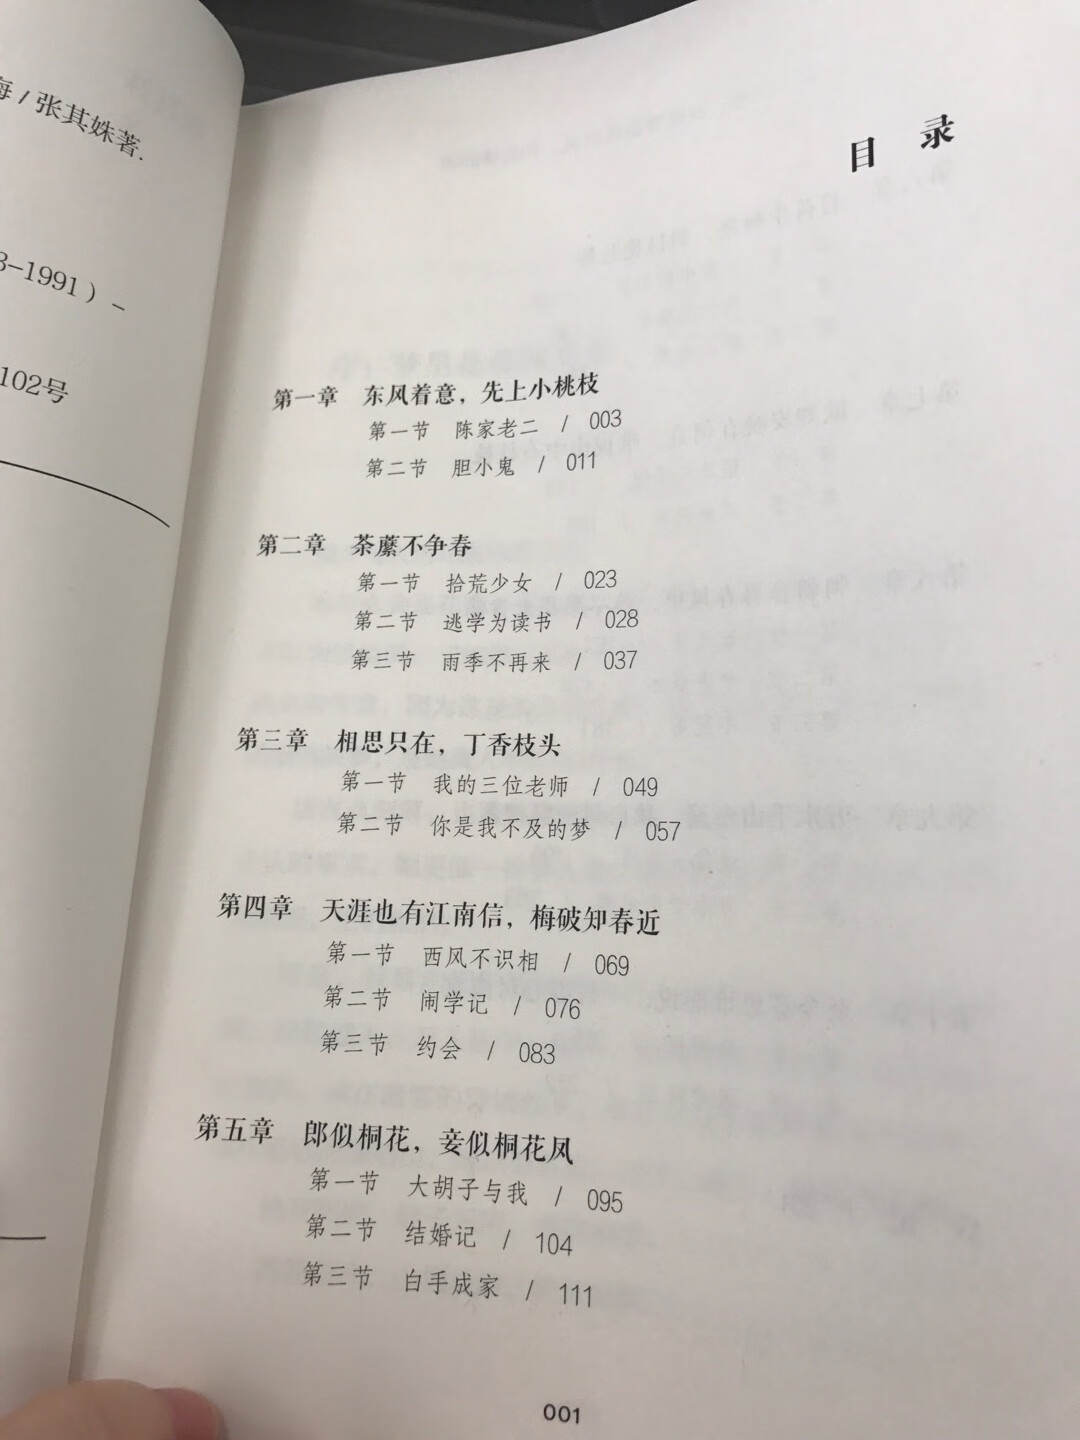 海 / 张其姝著.
3-1991）-
102号
目 录
第一章 东风着意，先上小桃枝
第一节 陈家老二 / 003
第二节 胆小鬼 / 011
第二章 荼蘼不争春
第一节 拾荒少女 / 023
第二节 逃学为读书 / 028
第三节 雨季不再来 / 037
第三章 相思只在，丁香枝头
第一节 我的三位老师 / 049
第二节 你是我不及的梦 / 057
第四章 天涯也有江南信，梅破知春近
第一节 西风不识相 / 069
第二节 闹学记 / 076
第三节 约会 / 083
第五章 郎似桐花，妾似桐花凤
第一节 大胡子与我 / 095
第二节 结婚记 / 104
第三节 白手成家 / 111
001